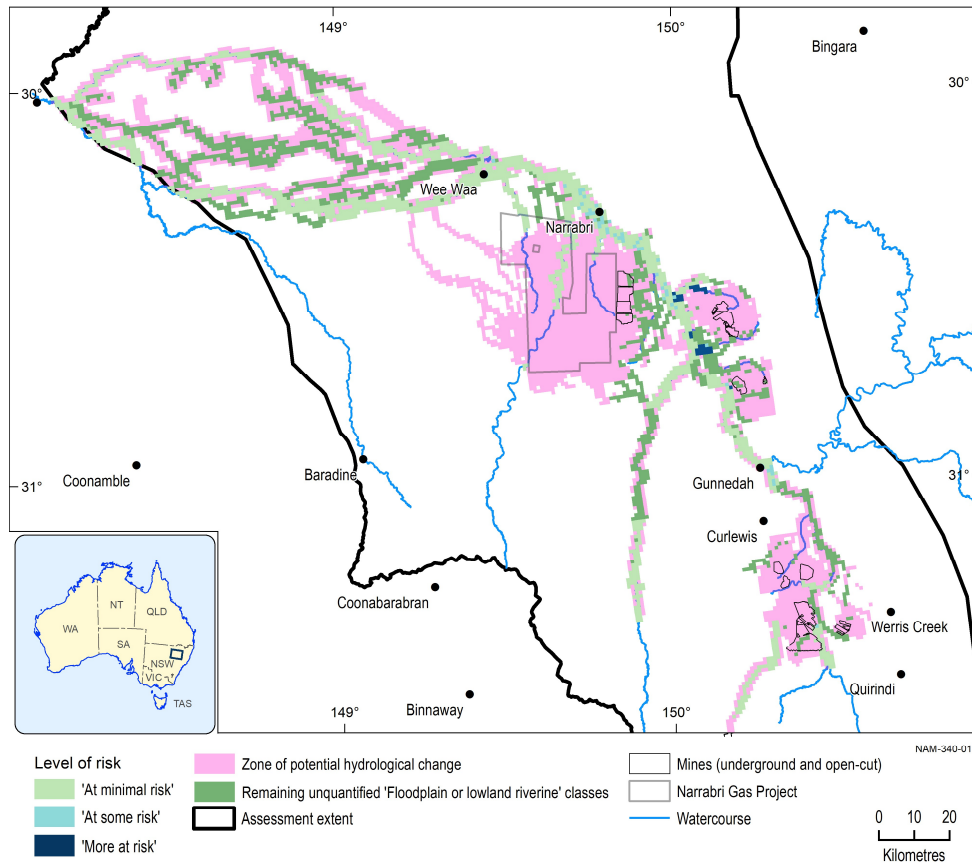 149°
150°
Bingara
30°
30°
Wee Waa
Narrabri
Coonamble
31°
Baradine
Gunnedah
31°
Curlewis
Coonabarabran
Werris Creek
Quirindi
Binnaway
149°
150°
NT
QLD
WA
SA
NSW
VIC
TAS
NAM-340-01
Level of risk
'At minimal risk'
'At some risk'
'More at risk'
Zone of potential hydrological change
Remaining unquantified 'Floodplain or lowland riverine' classes
Assessment extent
Mines (underground and open-cut)
Narrabri Gas Project
Watercourse
0 10 20
Kilometres